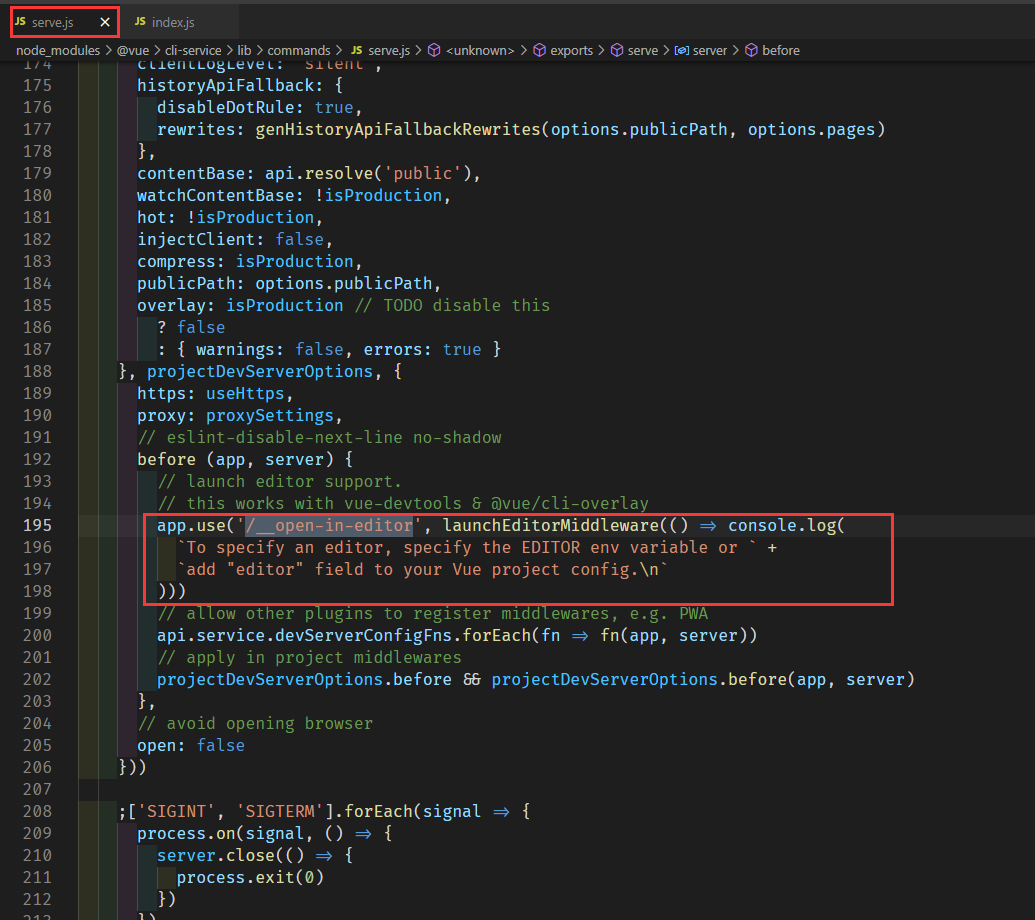 JS serve.js × JS index.js
node_modules > @vue > cli-service > lib > commands > JS serve.js > <unknown> > exports > serve > server > before
174 clientLogLevel: 'silent',
175 historyApiFallback: {
176 disableDotRule: true,
177 rewrites: genHistoryApiFallbackRewrites(options.publicPath, options.pages)
178 },
179 contentBase: api.resolve('public'),
180 watchContentBase: !isProduction,
181 hot: !isProduction,
182 injectClient: false,
183 compress: isProduction,
184 publicPath: options.publicPath,
185 overlay: isProduction // TODO disable this
186 ? false
187 : { warnings: false, errors: true }
188 }, projectDevServerOptions, {
189 https: useHttps,
190 proxy: proxySettings,
191 // eslint-disable-next-line no-shadow
192 before (app, server) {
193 // launch editor support.
194 // this works with vue-devtools & @vue/cli-overlay
195 app.use('/__open-in-editor', launchEditorMiddleware(() => console.log(
196 `To specify an editor, specify the EDITOR env variable or ` +
197 `add "editor" field to your Vue project config.\n`
198 )))
199 // allow other plugins to register middlewares, e.g. PWA
200 api.service.devServerConfigFns.forEach(fn => fn(app, server))
201 // apply in project middlewares
202 projectDevServerOptions.before && projectDevServerOptions.before(app, server)
203 },
204 // avoid opening browser
205 open: false
206 }))
207
208 ;['SIGINT', 'SIGTERM'].forEach(signal => {
209 process.on(signal, () => {
210 server.close(() => {
211 process.exit(0)
212 })
213 })